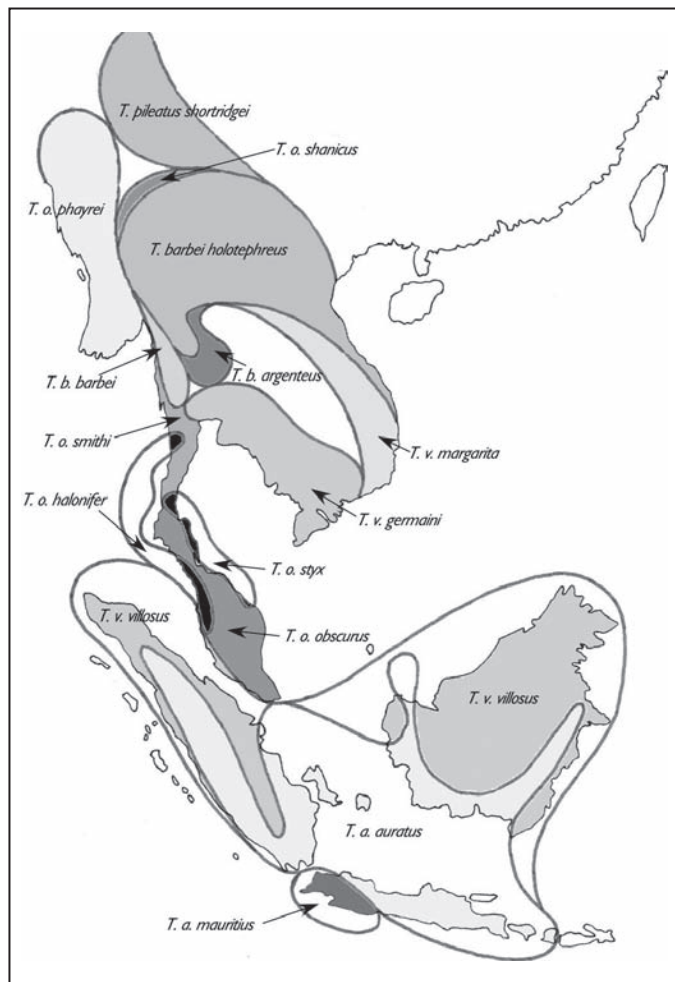 T. pileatus shortridgei
T. o. shanicus
T. o. phayrei
T. barbei holotephreus
T. b. barbei
T. b. argenteus
T. o. smithi
T. v. margarita
T. o. halonifer
T. v. germaini
T. o. styx
T. v. villosus
T. o. obscurus
T. v. villosus
T. a. auratus
T. a. mauritius